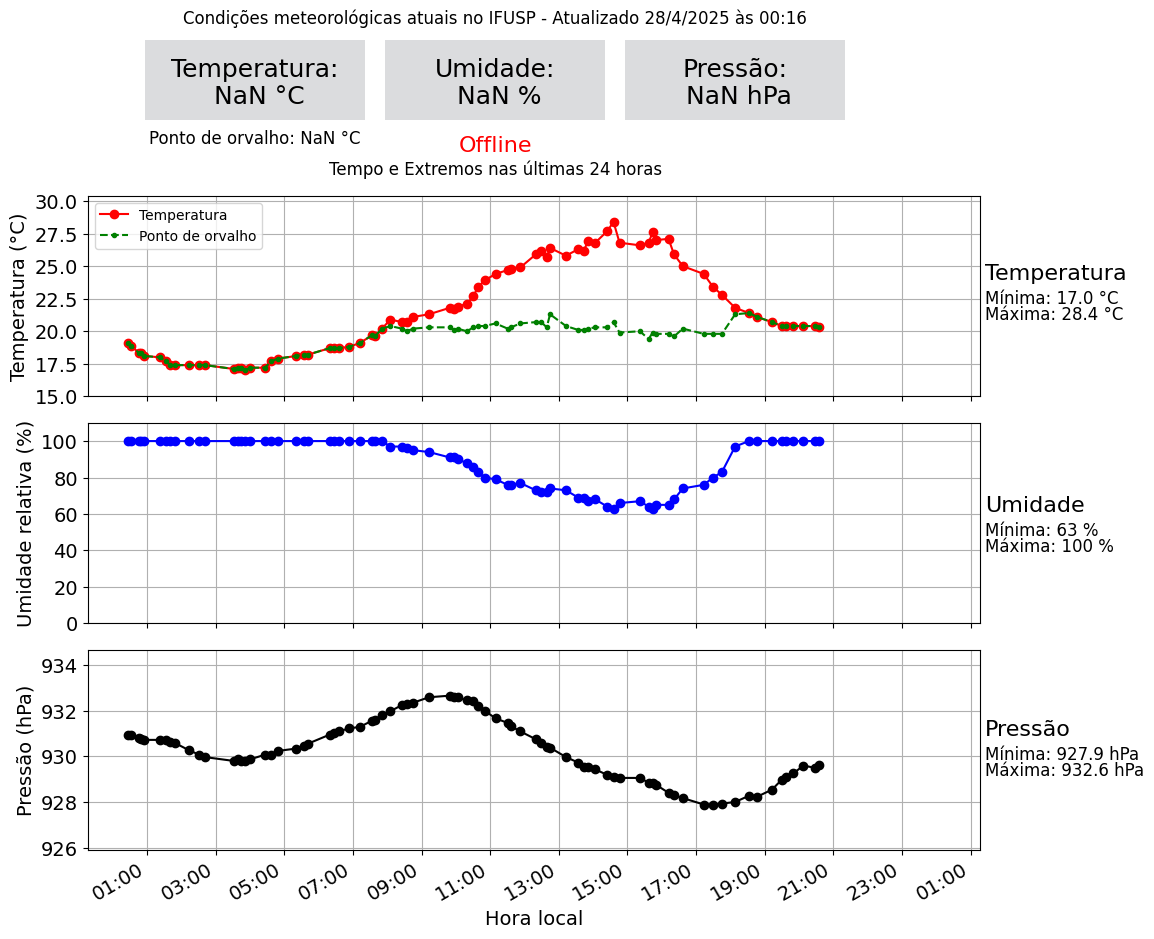 Condições meteorológicas atuais no IFUSP - Atualizado 28/4/2025 às 00:16
Temperatura:
NaN °C
Umidade:
NaN %
Pressão:
NaN hPa
Ponto de orvalho: NaN °C
Offline
Tempo e Extremos nas últimas 24 horas
Temperatura (°C)
30.0
27.5
25.0
22.5
20.0
17.5
15.0
Temperatura
Ponto de orvalho
Temperatura
Mínima: 17.0 °C
Máxima: 28.4 °C
Umidade relativa (%)
100
80
60
40
20
0
Umidade
Mínima: 63 %
Máxima: 100 %
Pressão (hPa)
934
932
930
928
926
Pressão
Mínima: 927.9 hPa
Máxima: 932.6 hPa
01:00
03:00
05:00
07:00
09:00
11:00
13:00
15:00
17:00
19:00
21:00
23:00
01:00
Hora local